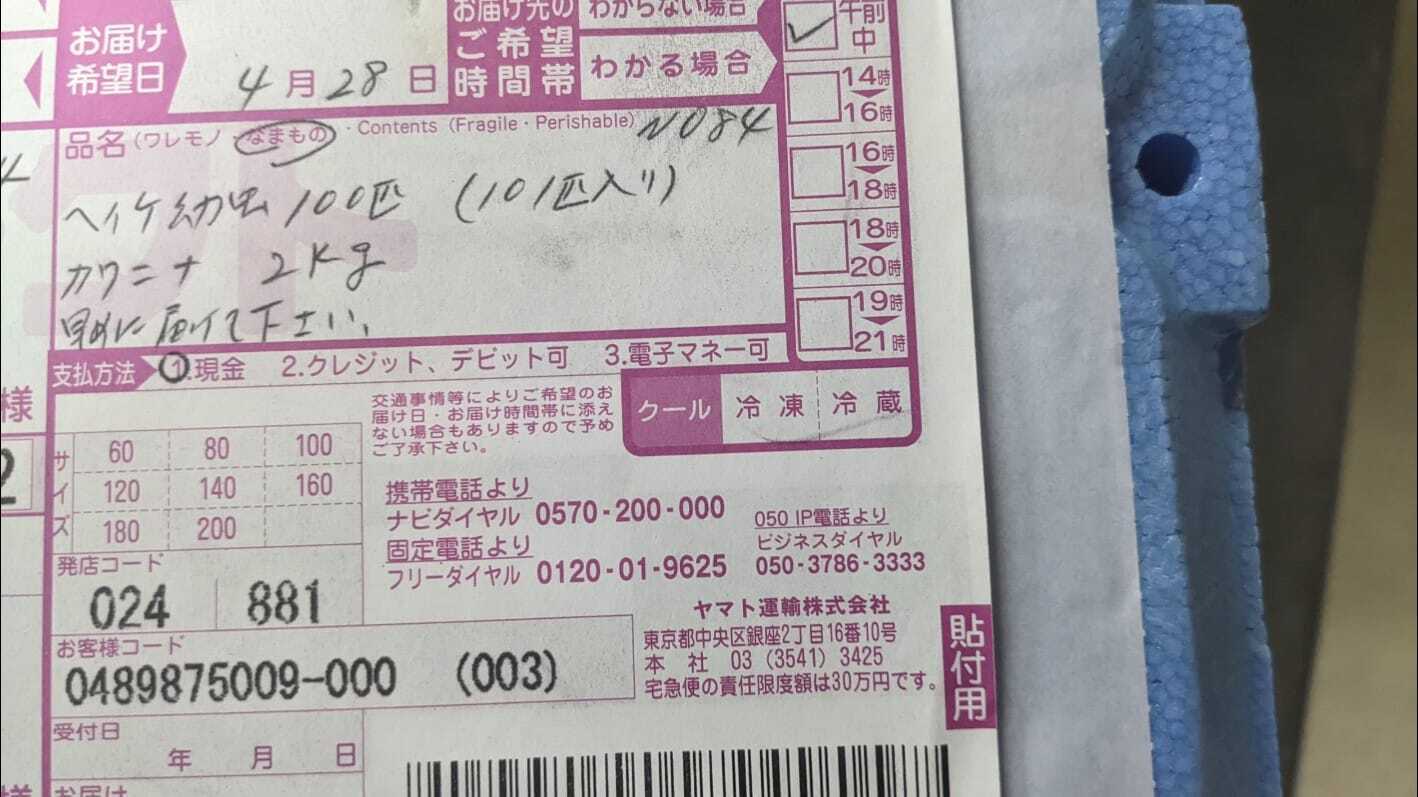 お届け
希望日
4月28日
お届け先の
ご希望
時間帯
わからない場合
わかる場合
午前
中
14時
16時
16時
18時
18時
20時
19時
21時
品名(ワレモノ・なまもの)・Contents (Fragile・Perishable) N084
ヘイケ幼虫 100匹 (101匹入り)
カワニナ 2Kg
早めに届けて下さい,
支払方法 1.現金 2.クレジット、デビット可 3.電子マネー可
様
サイズ
60 80 100
120 140 160
180 200
交通事情等によりご希望のお
届け日・お届け時間帯に添え
ない場合もありますので予め
ご了承下さい。
クール 冷凍 冷蔵
携帯電話より
ナビダイヤル 0570-200-000
固定電話より
フリーダイヤル 0120-01-9625
050 IP電話より
ビジネスダイヤル
050-3786-3333
発店コード
024 881
ヤマト運輸株式会社
東京都中央区銀座2丁目16番10号
本社 03 (3541) 3425
宅急便の責任限度額は30万円です。
貼付用
お客様コード
0489875009-000 (003)
受付日
年 月 日
お届け